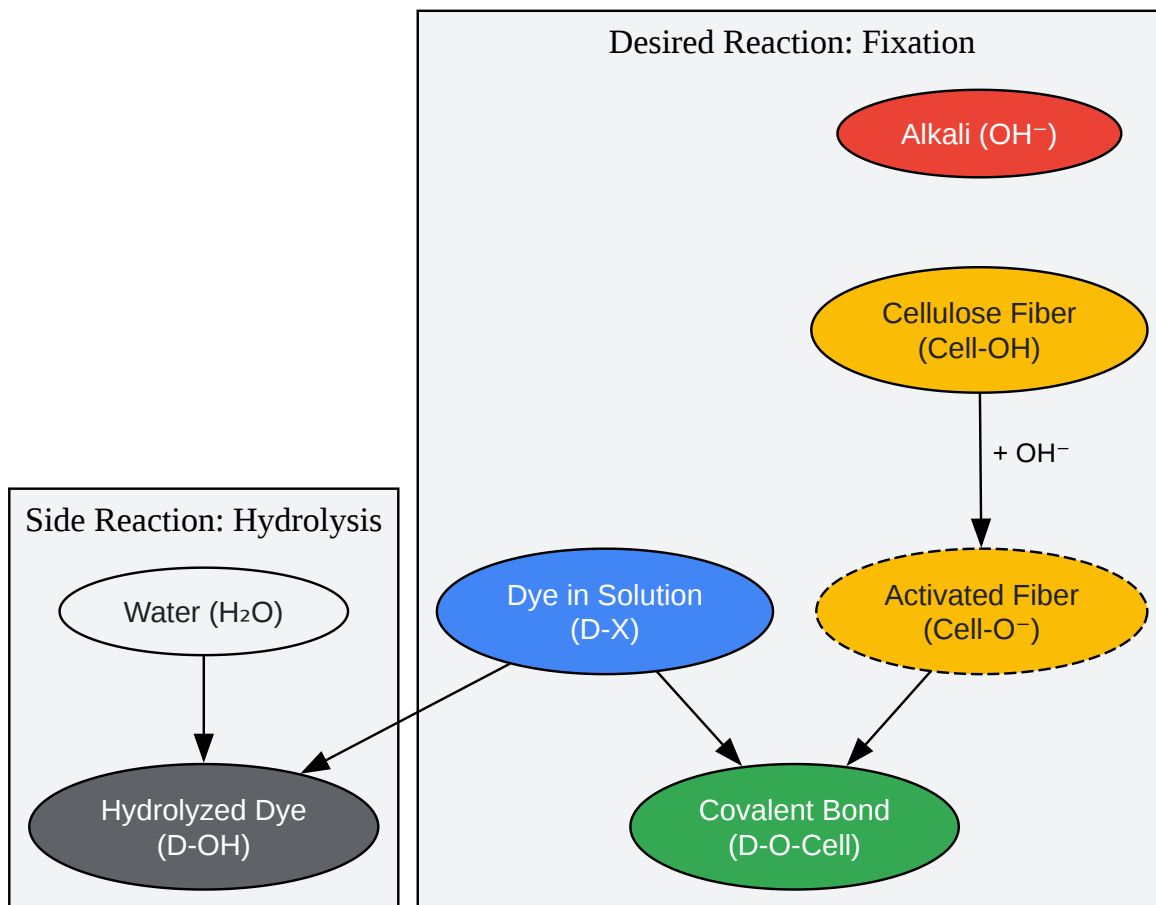 Desired Reaction: Fixation
Alkali (OH⁻)
Cellulose Fiber
(Cell-OH)
+ OH⁻
Side Reaction: Hydrolysis
Water (H₂O)
Dye in Solution
(D-X)
Activated Fiber
(Cell-O⁻)
Hydrolyzed Dye
(D-OH)
Covalent Bond
(D-O-Cell)